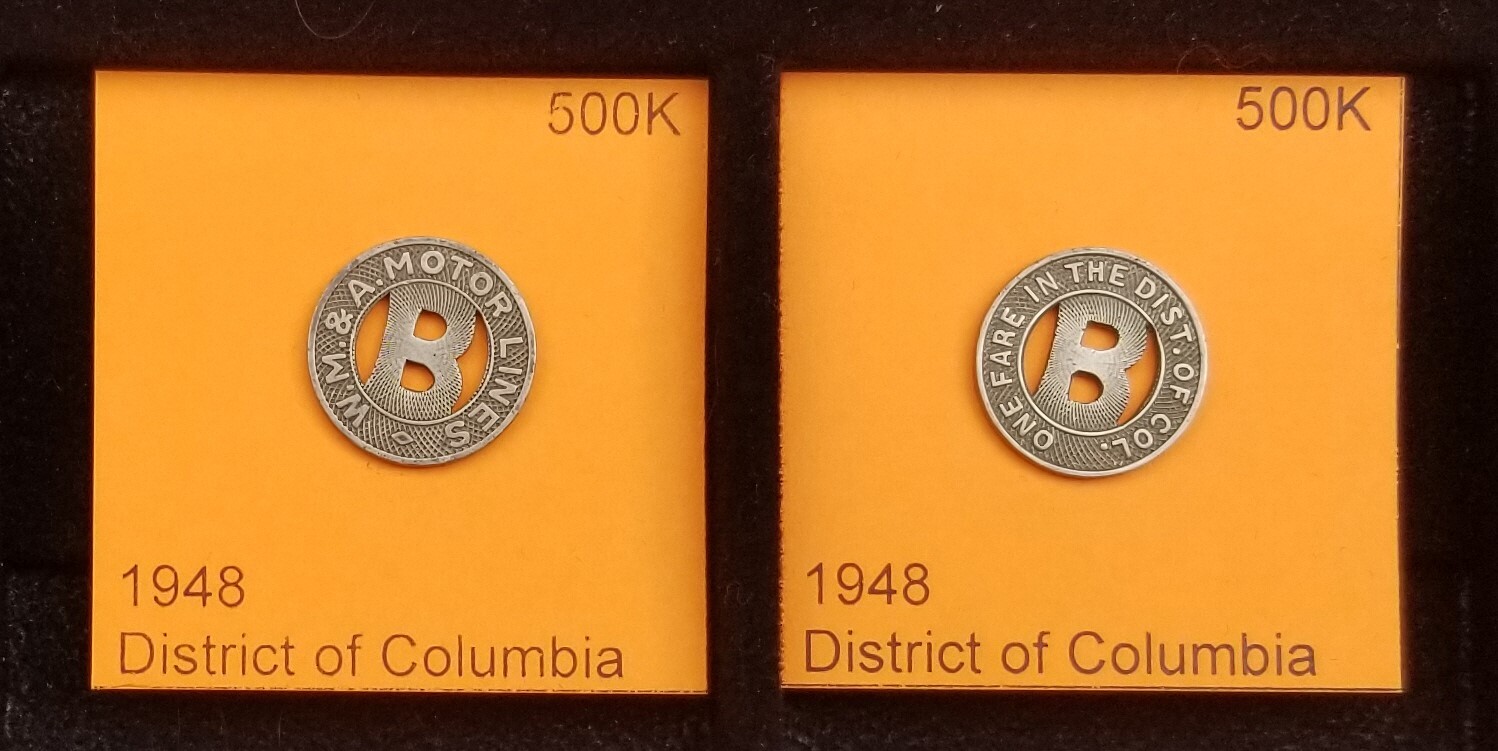 500K
W.M. & A. MOTOR LINES
B
1948
District of Columbia
500K
ONE FARE IN THE DIST. OF COL.
B
1948
District of Columbia